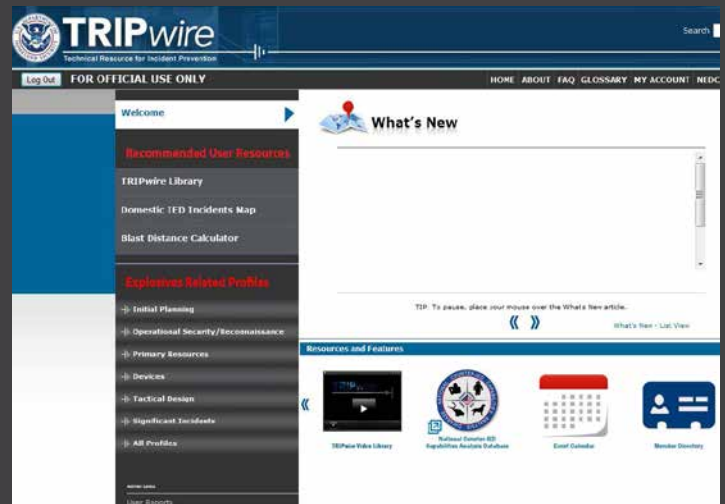 TRIPwire
Technical Resource for Incident Prevention
Search
Log Out
FOR OFFICIAL USE ONLY
HOME ABOUT FAQ GLOSSARY MY ACCOUNT NEDC
Welcome
What's New
Recommended User Resources
TRIPwire Library
Domestic IED Incidents Map
Blast Distance Calculator
Explosives Related Profiles
Initial Planning
Operational Security/Reconnaissance
Primary Resources
Devices
Tactical Design
Significant Incidents
All Profiles
TIP: To pause, place your mouse over the What's New article.
What's New - List View
Resources and Features
TRIPwire Video Library
National Counter-IED
Capabilities Analysis Database
Event Calendar
Member Directory
User Reports